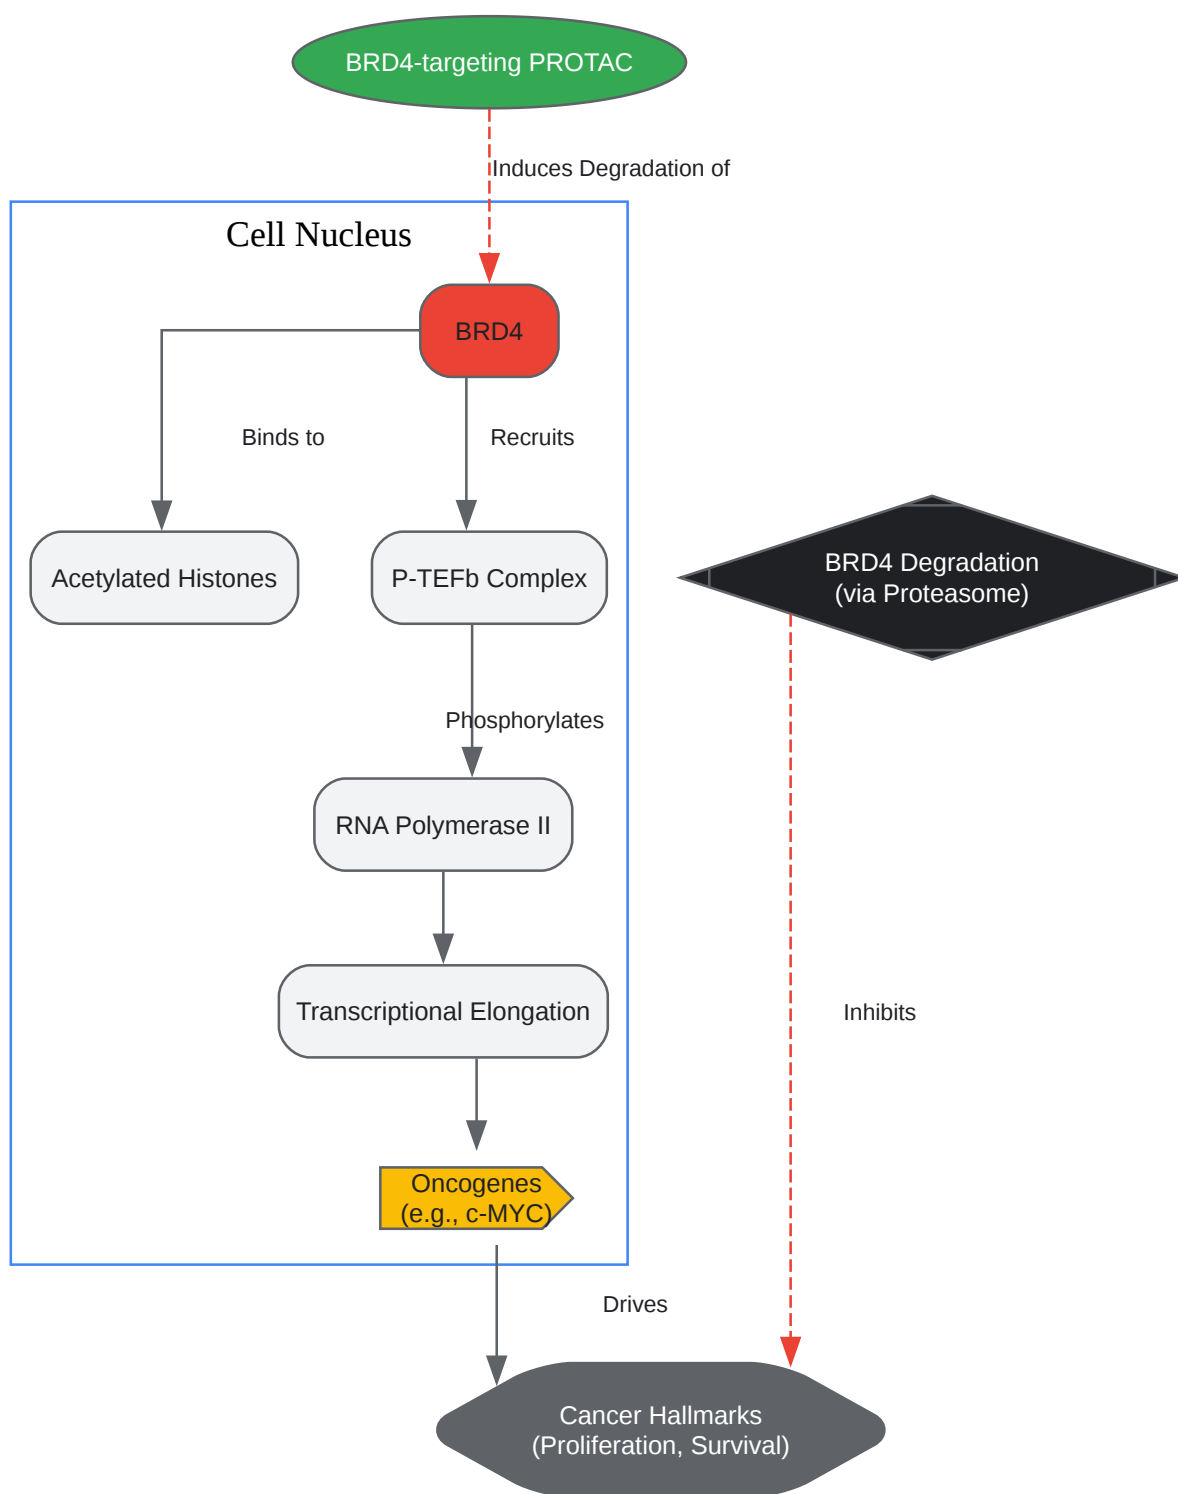 BRD4-targeting PROTAC
Induces Degradation of
Cell Nucleus
BRD4
Binds to
Recruits
Acetylated Histones
P-TEFb Complex
BRD4 Degradation
(via Proteasome)
Phosphorylates
RNA Polymerase II
Transcriptional Elongation
Inhibits
Oncogenes
(e.g., c-MYC)
Drives
Cancer Hallmarks
(Proliferation, Survival)